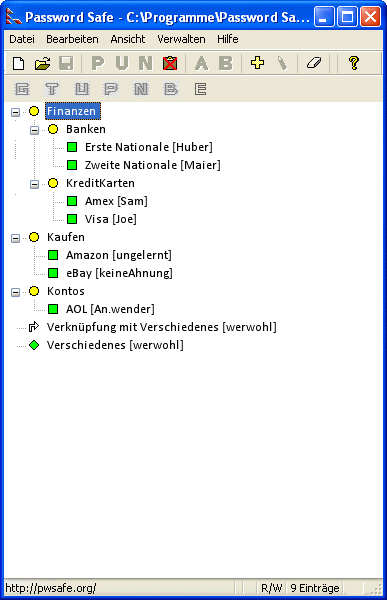 Password Safe - C:\Programme\Password Sa...
Datei Bearbeiten Ansicht Verwalten Hilfe
P U N A B ?
G T U P N B E
Finanzen
Banken
Erste Nationale [Huber]
Zweite Nationale [Maier]
KreditKarten
Amex [Sam]
Visa [Joe]
Kaufen
Amazon [ungelernt]
eBay [keineAhnung]
Kontos
AOL [An.wender]
Verknüpfung mit Verschiedenes [werwohl]
Verschiedenes [werwohl]
http://pwsafe.org/ R/W 9 Einträge